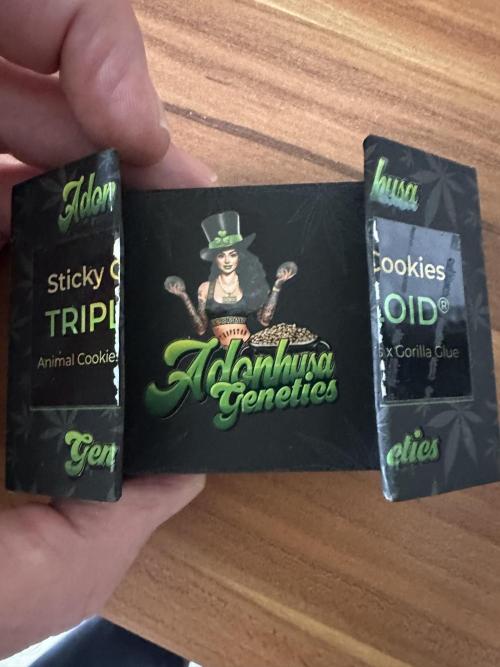 Adon
Sticky C
TRIPL
Animal Cookies
Gen
Adonhusa
Genetics
husa
Cookies
OID®
s x Gorilla Glue
etics